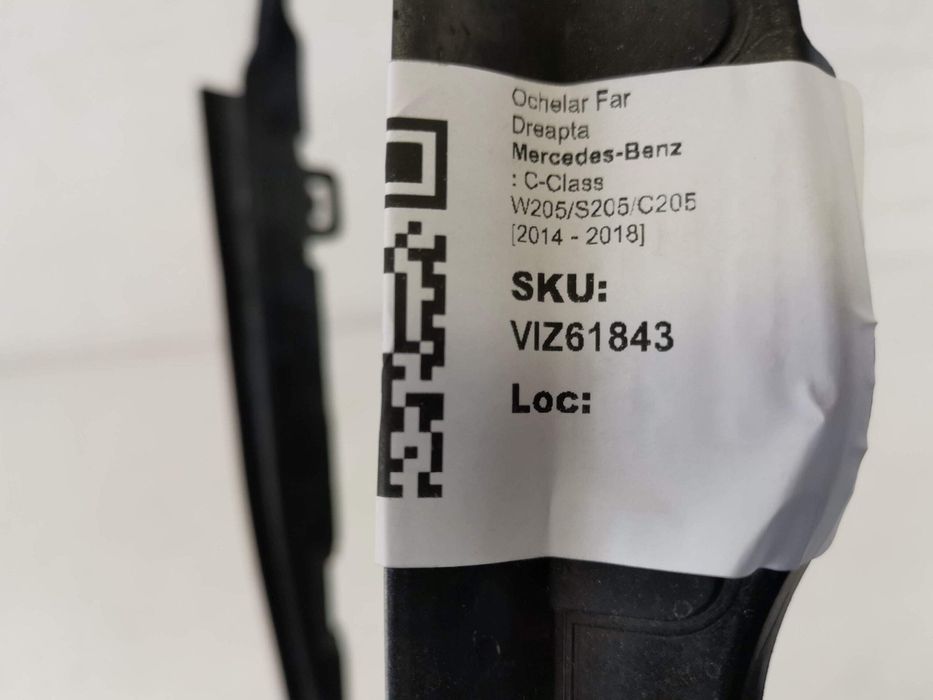 Ochelar Far
Dreapta
Mercedes-Benz
: C-Class
W205/S205/C205
[2014 - 2018]
SKU:
VIZ61843
Loc: